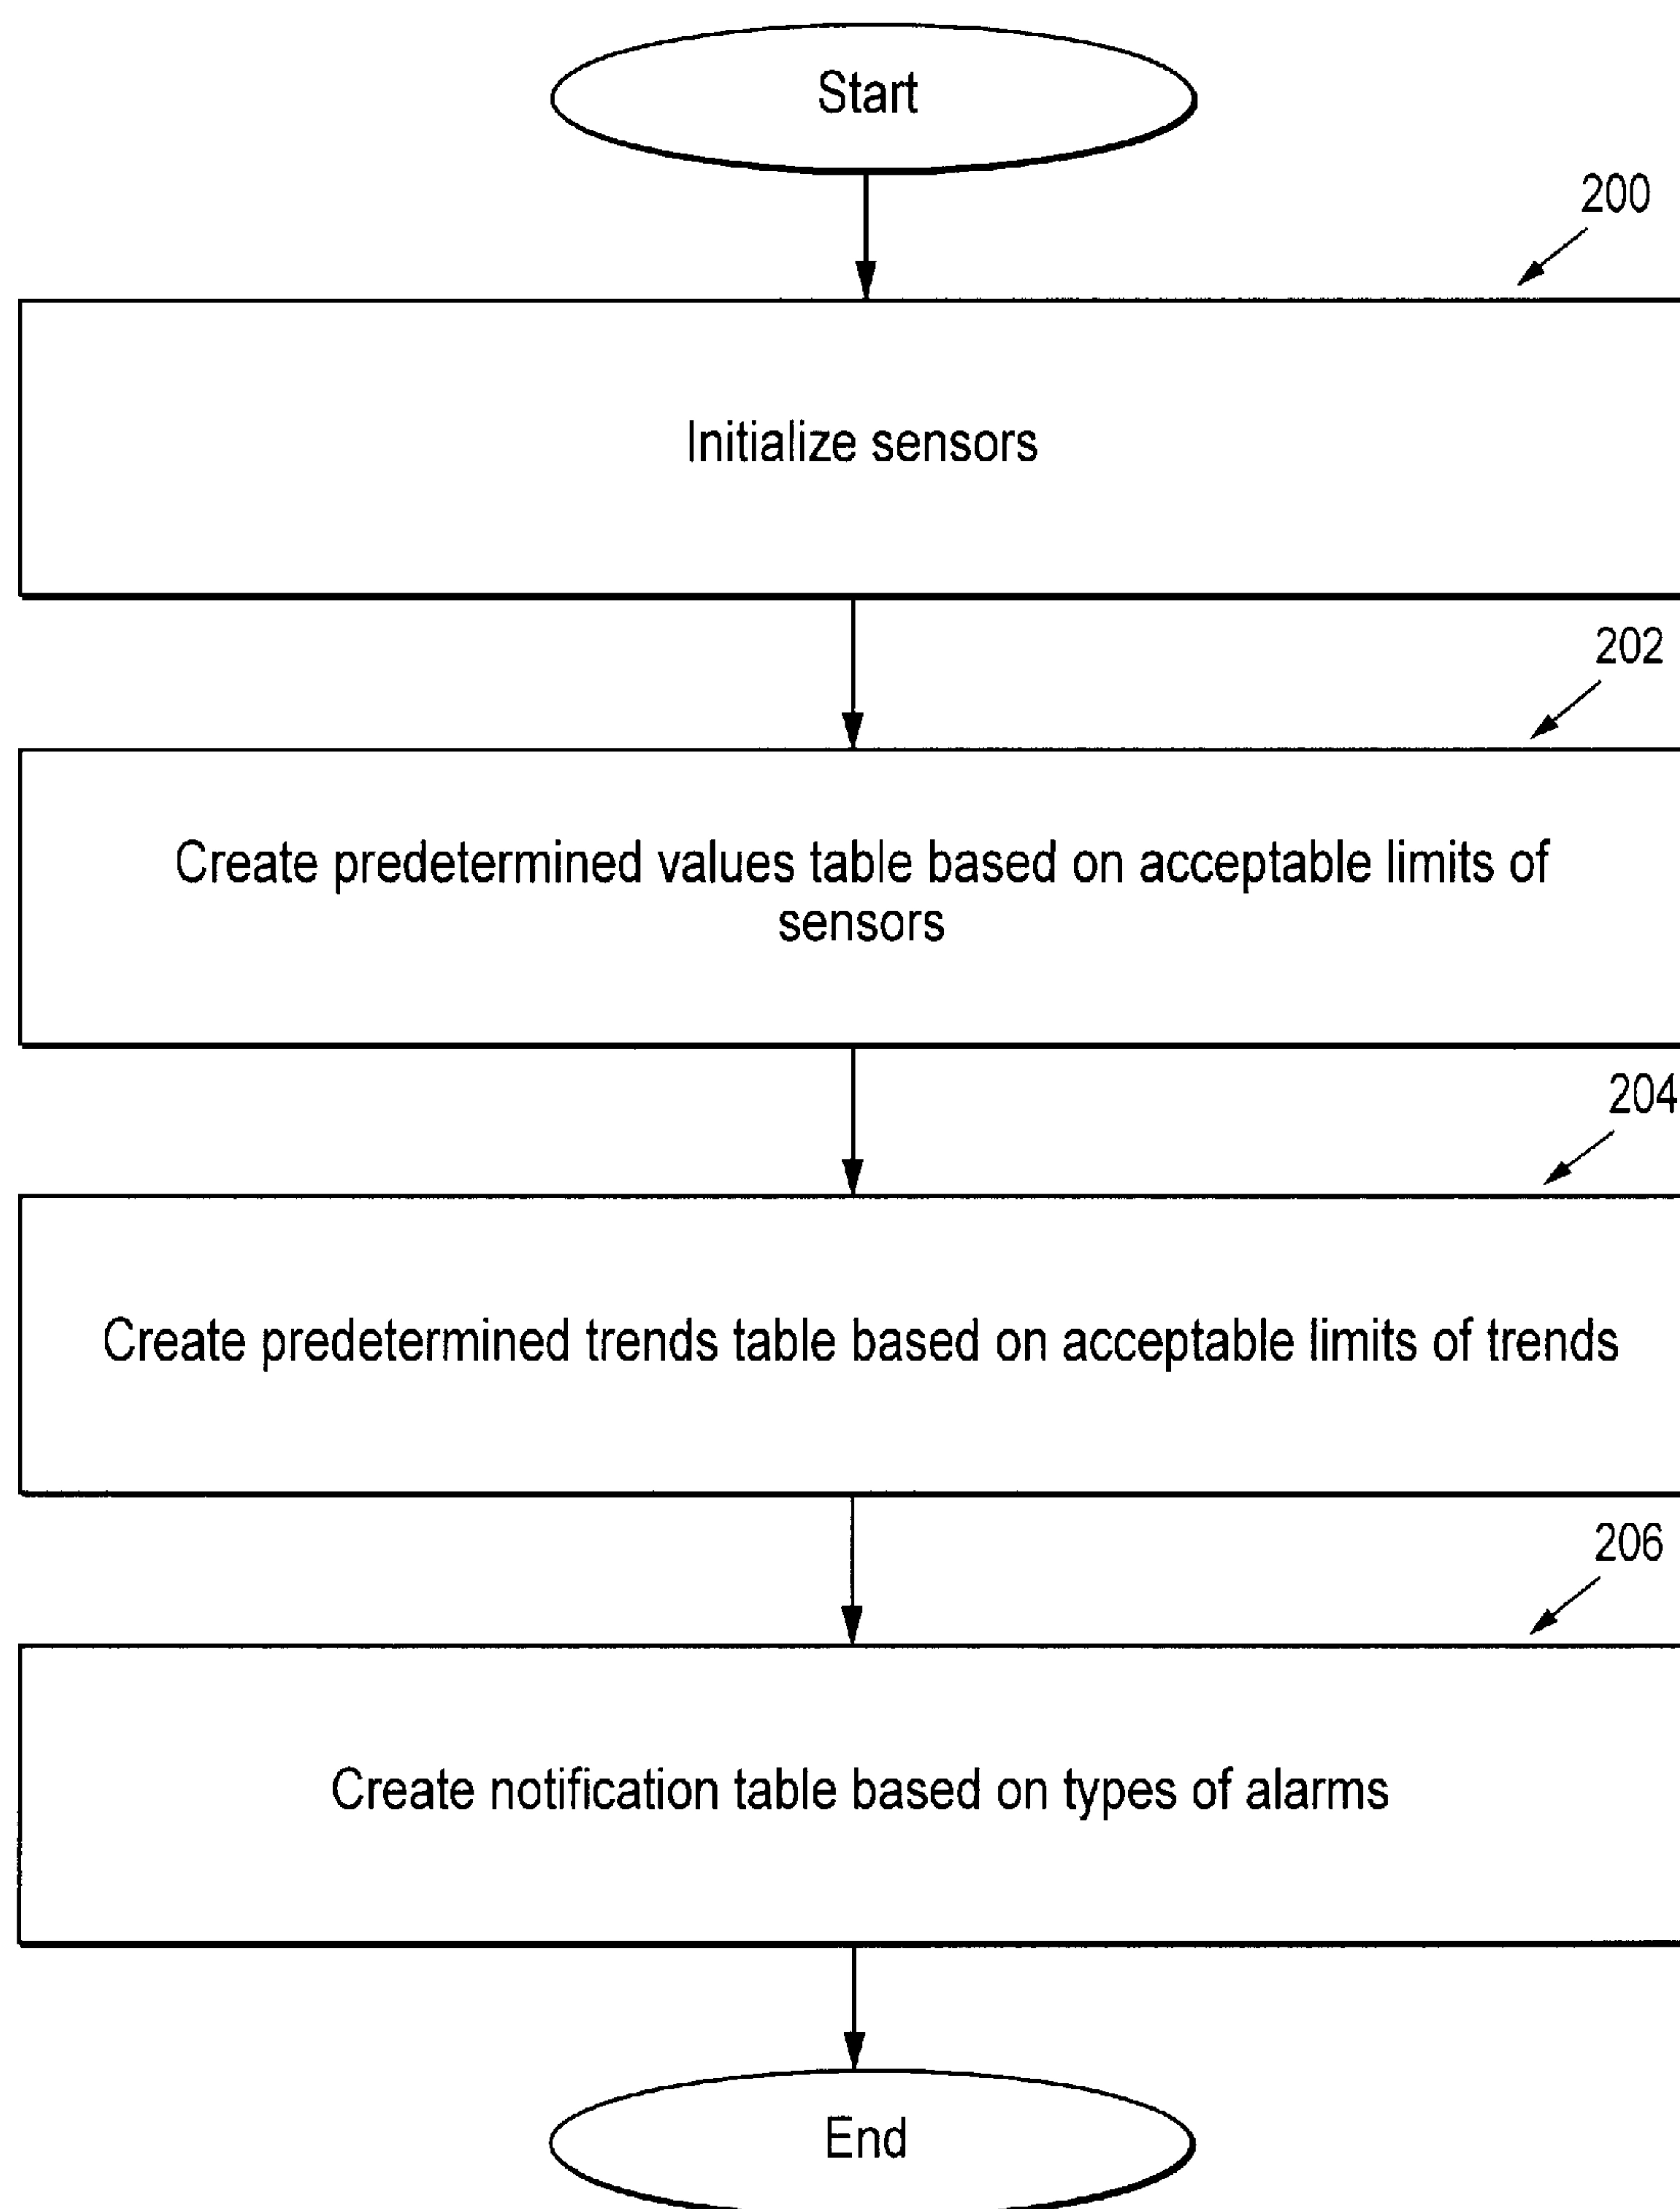 Start
200
Initialize sensors
202
Create predetermined values table based on acceptable limits of
sensors
204
Create predetermined trends table based on acceptable limits of trends
206
Create notification table based on types of alarms
End